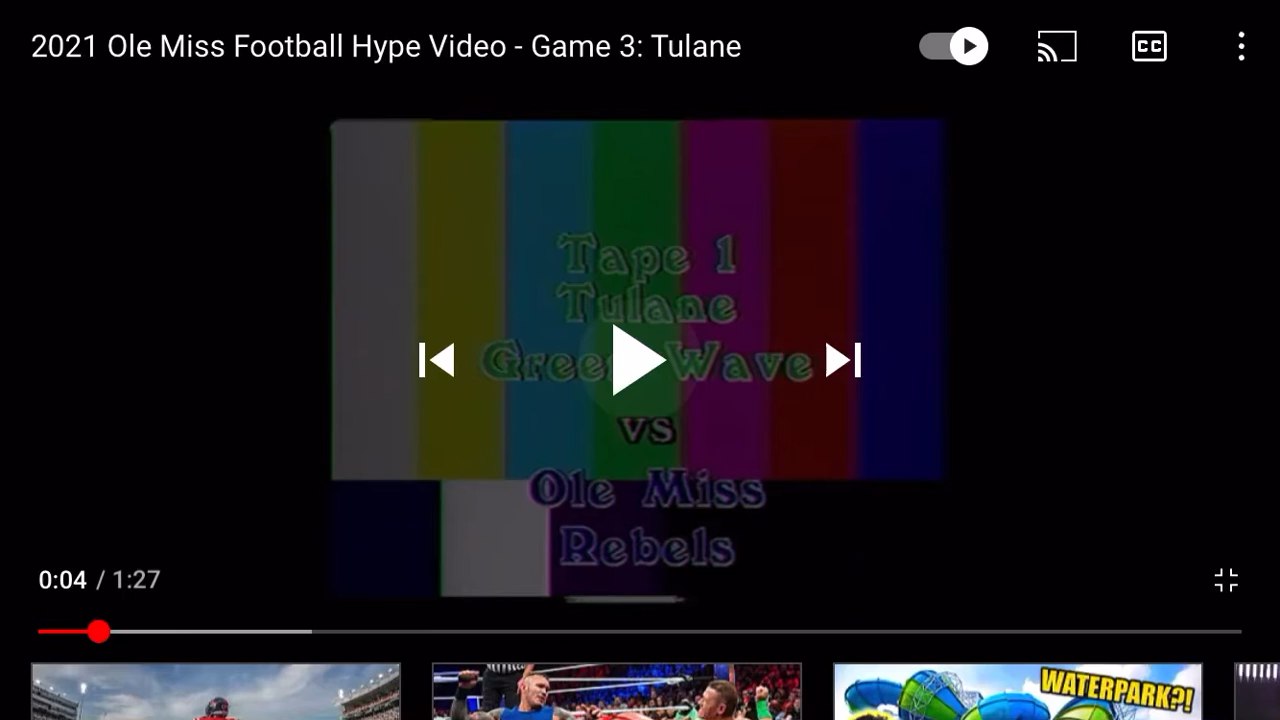 2021 Ole Miss Football Hype Video - Game 3: Tulane
CC
Tape 1
Tulane
Green Wave
vs
Ole Miss
Rebels
0:04 / 1:27
WATERPARK?!